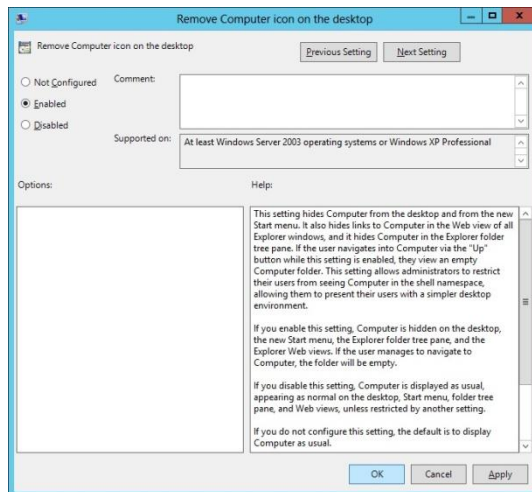 Remove Computer icon on the desktop
Remove Computer icon on the desktop
Previous Setting
Next Setting
Not Configured
Enabled
Disabled
Comment:
Supported on:
At least Windows Server 2003 operating systems or Windows XP Professional
Options:
Help:
This setting hides Computer from the desktop and from the new
Start menu. It also hides links to Computer in the Web view of all
Explorer windows, and it hides Computer in the Explorer folder
tree pane. If the user navigates into Computer via the "Up"
button while this setting is enabled, they view an empty
Computer folder. This setting allows administrators to restrict
their users from seeing Computer in the shell namespace,
allowing them to present their users with a simpler desktop
environment.
If you enable this setting, Computer is hidden on the desktop,
the new Start menu, the Explorer folder tree pane, and the
Explorer Web views. If the user manages to navigate to
Computer, the folder will be empty.
If you disable this setting, Computer is displayed as usual,
appearing as normal on the desktop, Start menu, folder tree
pane, and Web views, unless restricted by another setting.
If you do not configure this setting, the default is to display
Computer as usual.
OK
Cancel
Apply